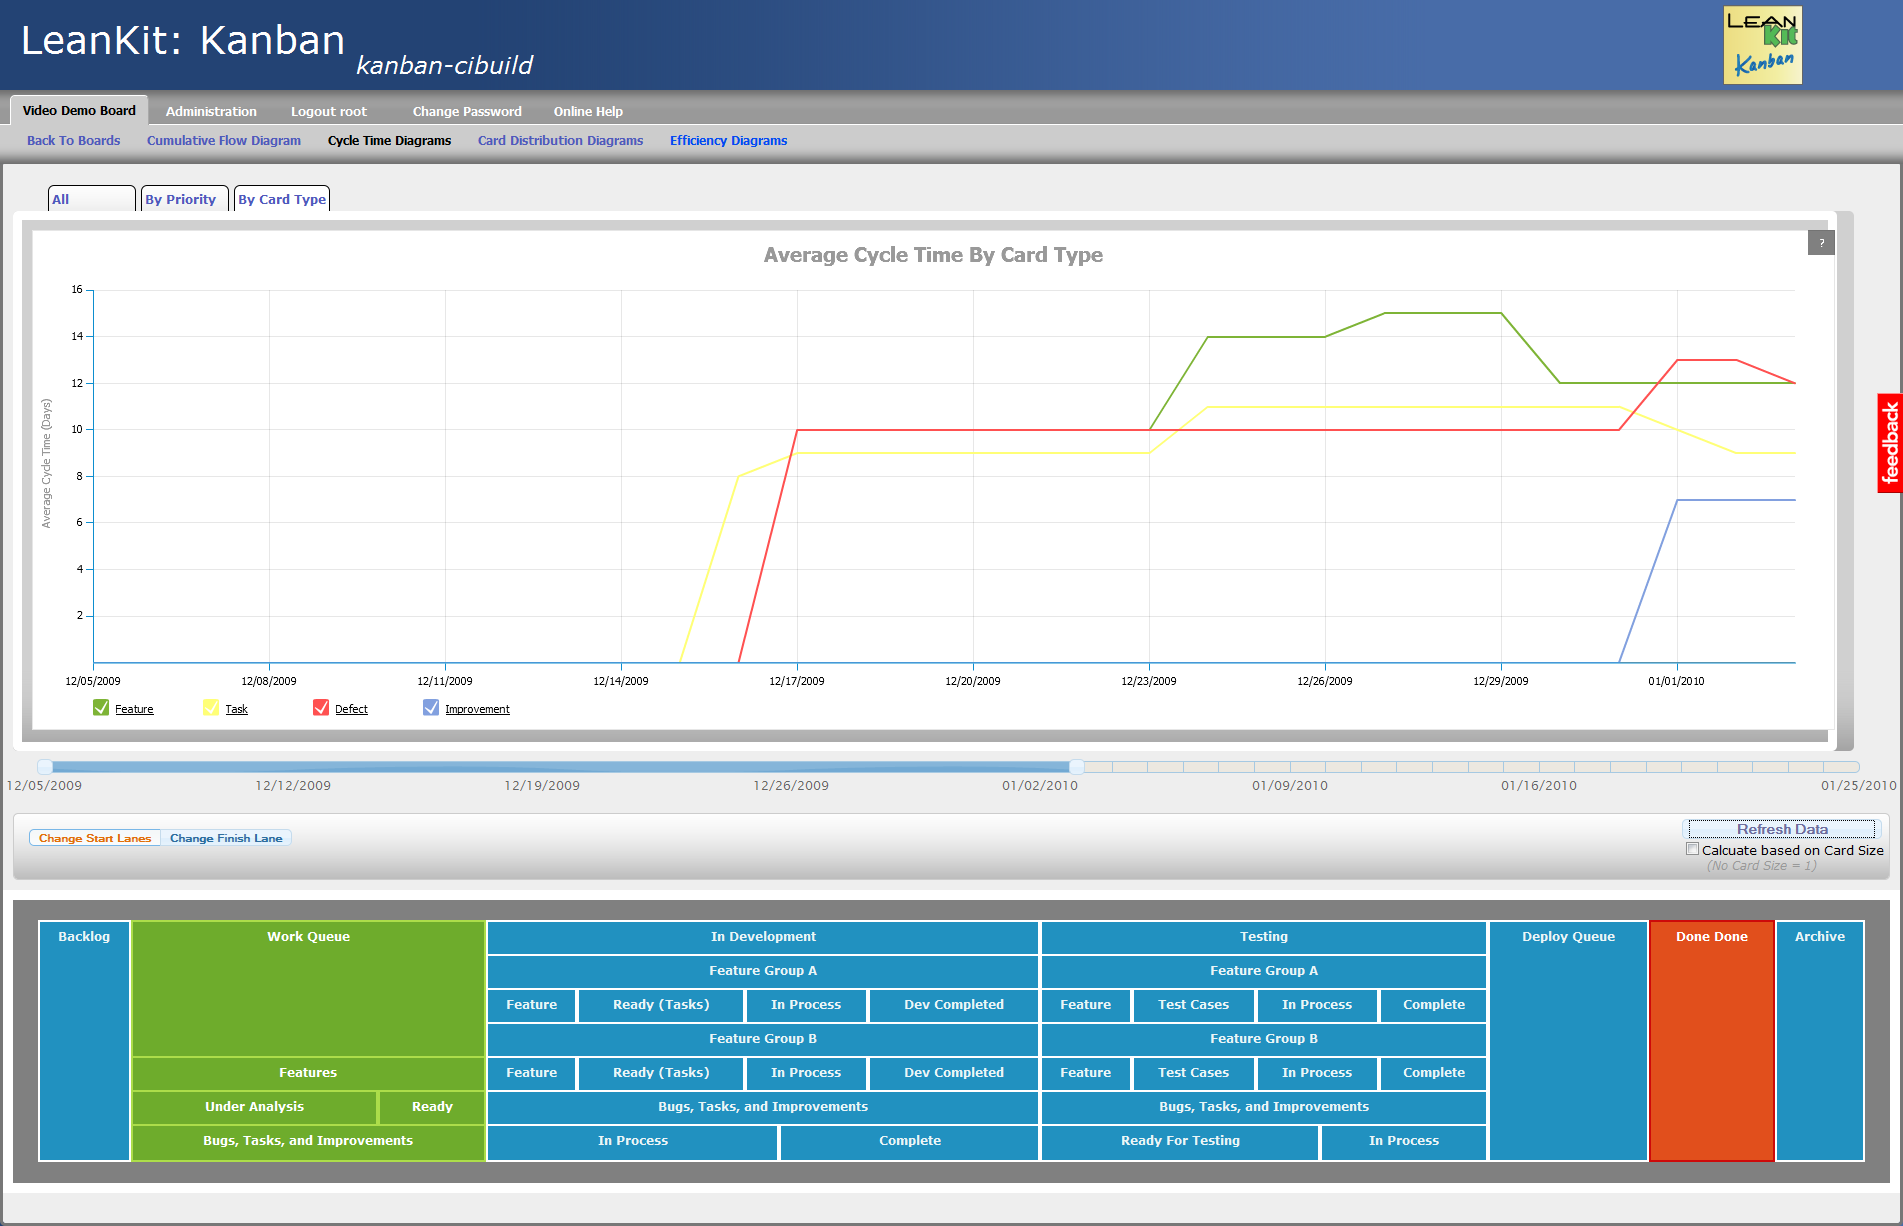 LeanKit: Kanban
kanban-cibuild
LEAN
Kit
Kanban
Video Demo Board Administration Logout root Change Password Online Help
Back To Boards Cumulative Flow Diagram Cycle Time Diagrams Card Distribution Diagrams Efficiency Diagrams
All By Priority By Card Type
Average Cycle Time By Card Type
?
16
14
12
10
8
6
4
2
Average Cycle Time (Days)
12/05/2009 12/08/2009 12/11/2009 12/14/2009 12/17/2009 12/20/2009 12/23/2009 12/26/2009 12/29/2009 01/01/2010
Feature Task Defect Improvement
feedback
12/05/2009 12/12/2009 12/19/2009 12/26/2009 01/02/2010 01/09/2010 01/16/2010 01/25/2010
Change Start Lanes Change Finish Lane
Refresh Data
Calcuate based on Card Size
(No Card Size = 1)
Backlog Work Queue In Development Testing Deploy Queue Done Done Archive
Feature Group A Feature Group A
Feature Ready (Tasks) In Process Dev Completed Feature Test Cases In Process Complete
Feature Group B Feature Group B
Features Feature Ready (Tasks) In Process Dev Completed Feature Test Cases In Process Complete
Under Analysis Ready Bugs, Tasks, and Improvements Bugs, Tasks, and Improvements
Bugs, Tasks, and Improvements In Process Complete Ready For Testing In Process